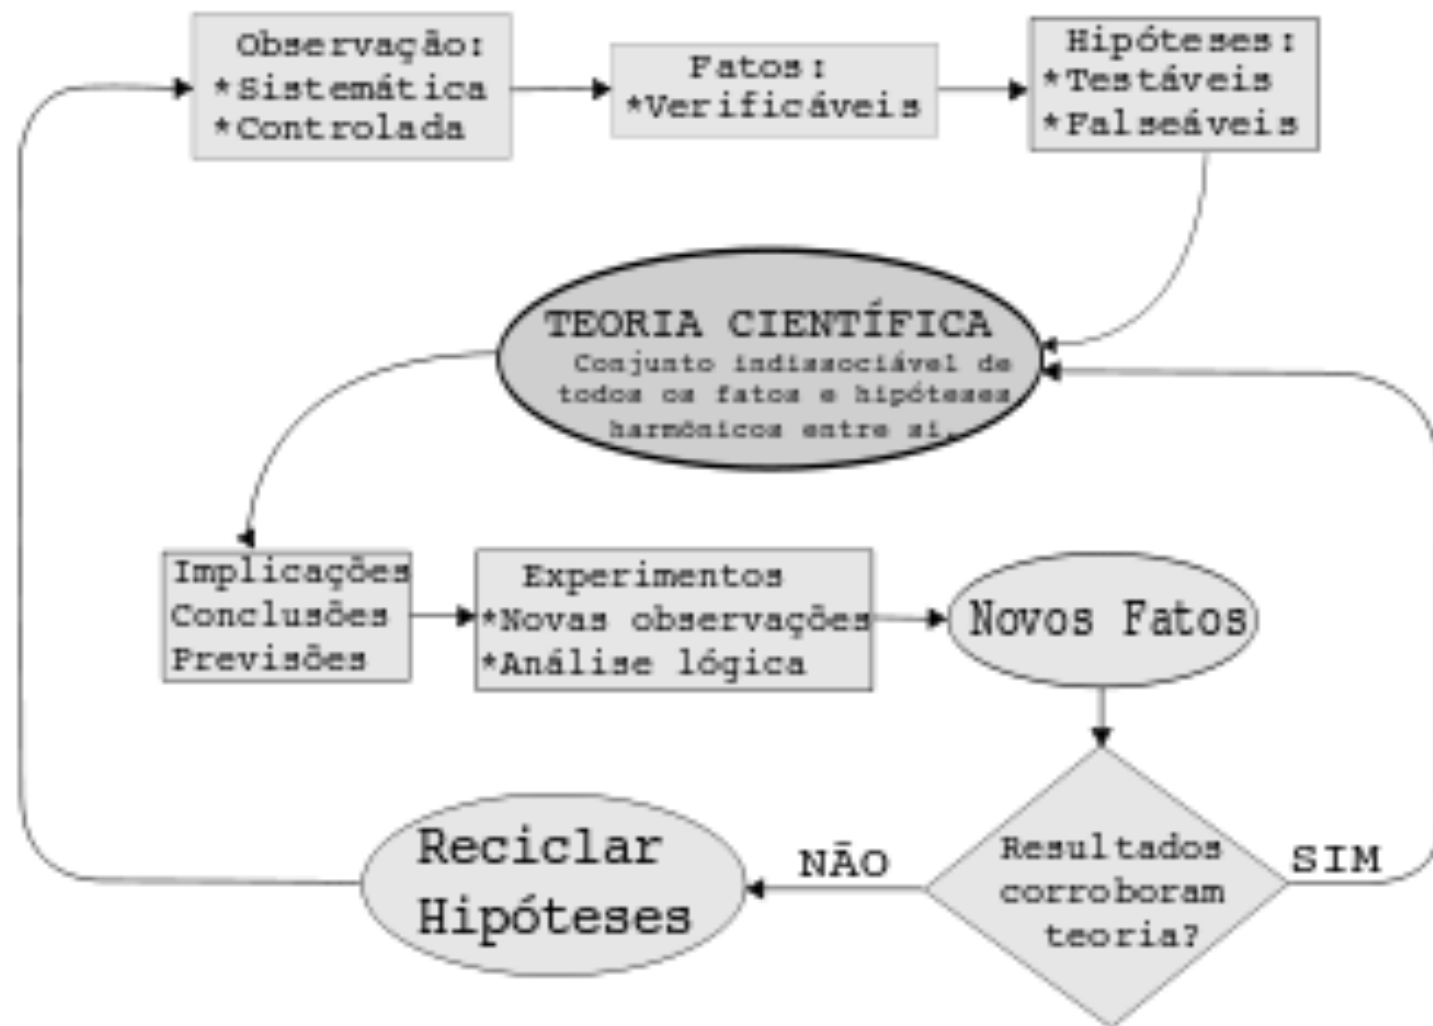 Observação:
*Sistemática
*Controlada
Fatos:
*Verificáveis
Hipóteses:
*Testáveis
*Falseáveis
TEORIA CIENTÍFICA
Conjunto indissociável de
todos os fatos e hipóteses
harmônicos entre si.
Implicações
Conclusões
Previsões
Experimentos
*Novas observações
*Análise lógica
Novos Fatos
Resultados
corroboram
teoria?
SIM
NÃO
Reciclar
Hipóteses